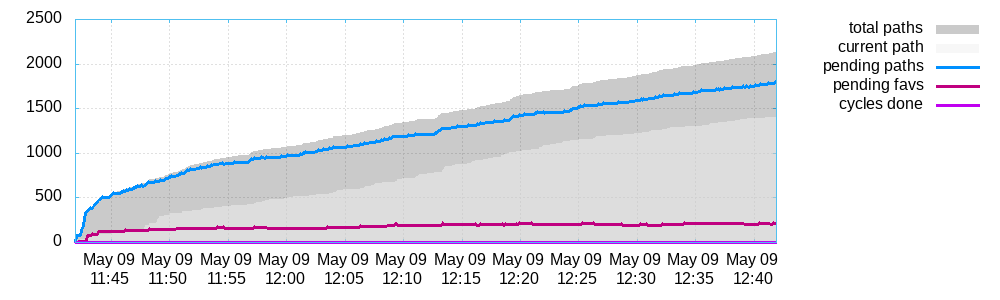 2500
2000
1500
1000
500
0
May 09 May 09 May 09 May 09 May 09 May 09 May 09 May 09 May 09 May 09 May 09 May 09
11:45 11:50 11:55 12:00 12:05 12:10 12:15 12:20 12:25 12:30 12:35 12:40
total paths
current path
pending paths
pending favs
cycles done